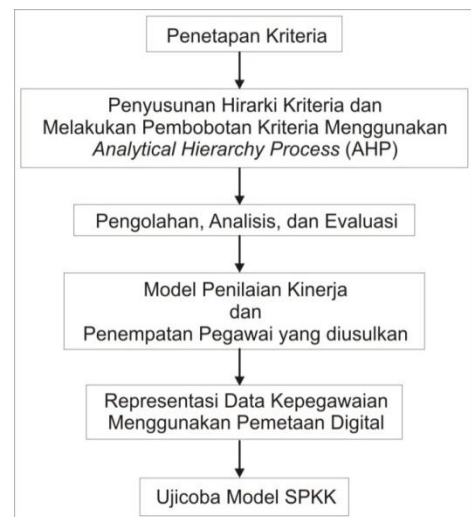 Penetapan Kriteria
Penyusunan Hirarki Kriteria dan
Melakukan Pembobotan Kriteria Menggunakan
Analytical Hierarchy Process (AHP)
Pengolahan, Analisis, dan Evaluasi
Model Penilaian Kinerja
dan
Penempatan Pegawai yang diusulkan
Representasi Data Kepegawaian
Menggunakan Pemetaan Digital
Ujicoba Model SPKK